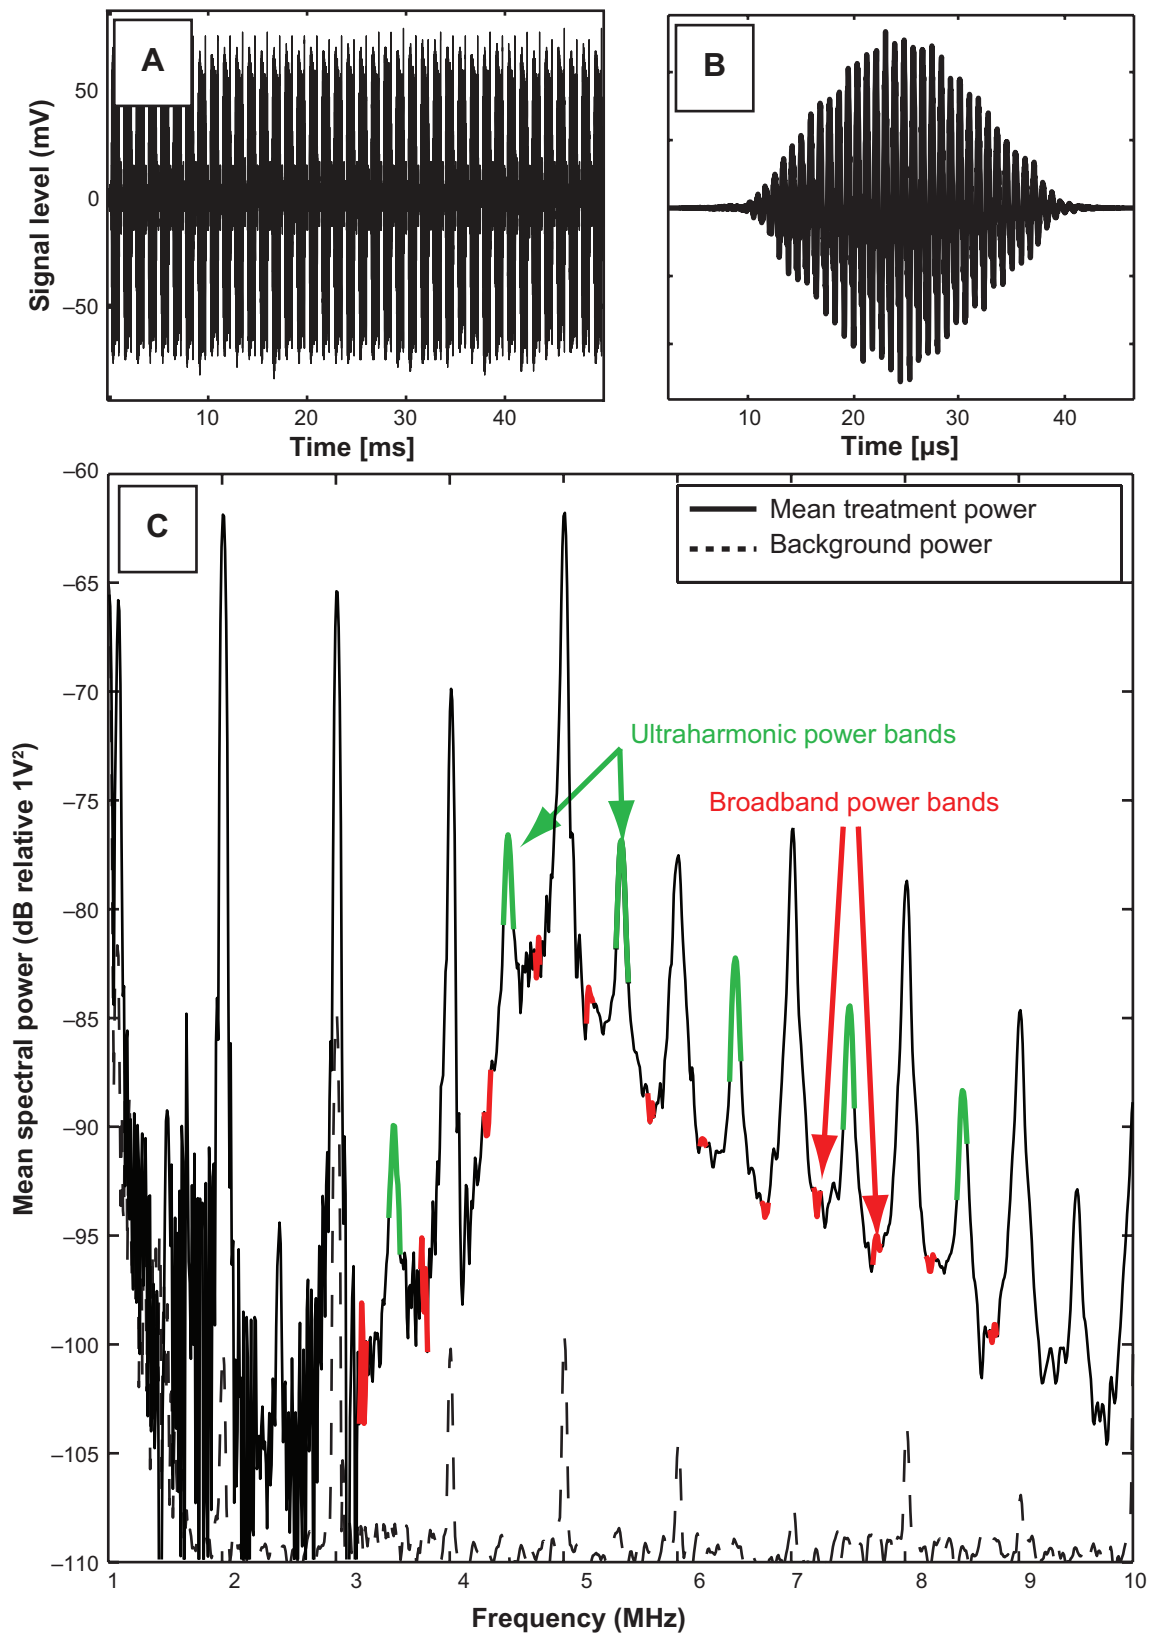 A
B
50
0
–50
Signal level (mV)
10 20 30 40
Time [ms]
10 20 30 40
Time [µs]
C
Mean treatment power
Background power
Ultraharmonic power bands
Broadband power bands
–60
–65
–70
–75
–80
–85
–90
–95
–100
–105
–110
Mean spectral power (dB relative 1V²)
1 2 3 4 5 6 7 8 9 10
Frequency (MHz)